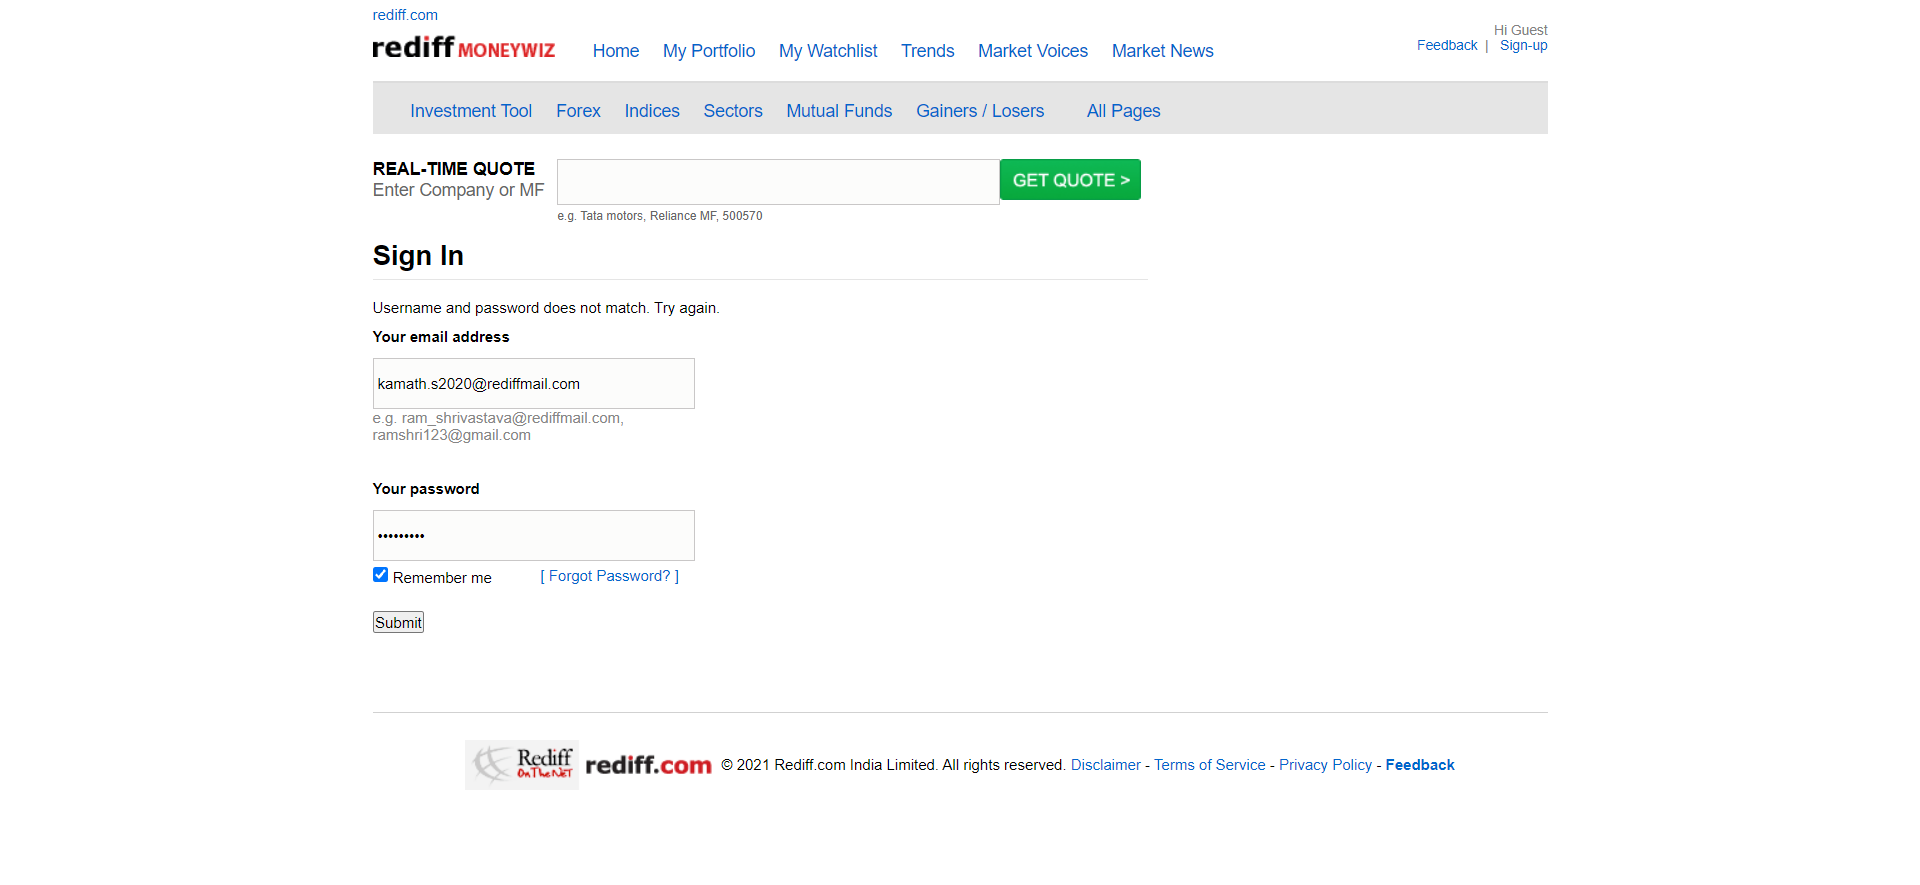 rediff.com
rediff MONEYWIZ
Home My Portfolio My Watchlist Trends Market Voices Market News
Hi Guest
Feedback | Sign-up
Investment Tool Forex Indices Sectors Mutual Funds Gainers / Losers All Pages
REAL-TIME QUOTE
Enter Company or MF
GET QUOTE >
e.g. Tata motors, Reliance MF, 500570
Sign In
Username and password does not match. Try again.
Your email address
kamath.s2020@rediffmail.com
e.g. ram_shrivastava@rediffmail.com,
ramshri123@gmail.com
Your password
•••••••••
Remember me [ Forgot Password? ]
Submit
Rediff
On The NeT
rediff.com © 2021 Rediff.com India Limited. All rights reserved. Disclaimer - Terms of Service - Privacy Policy - Feedback